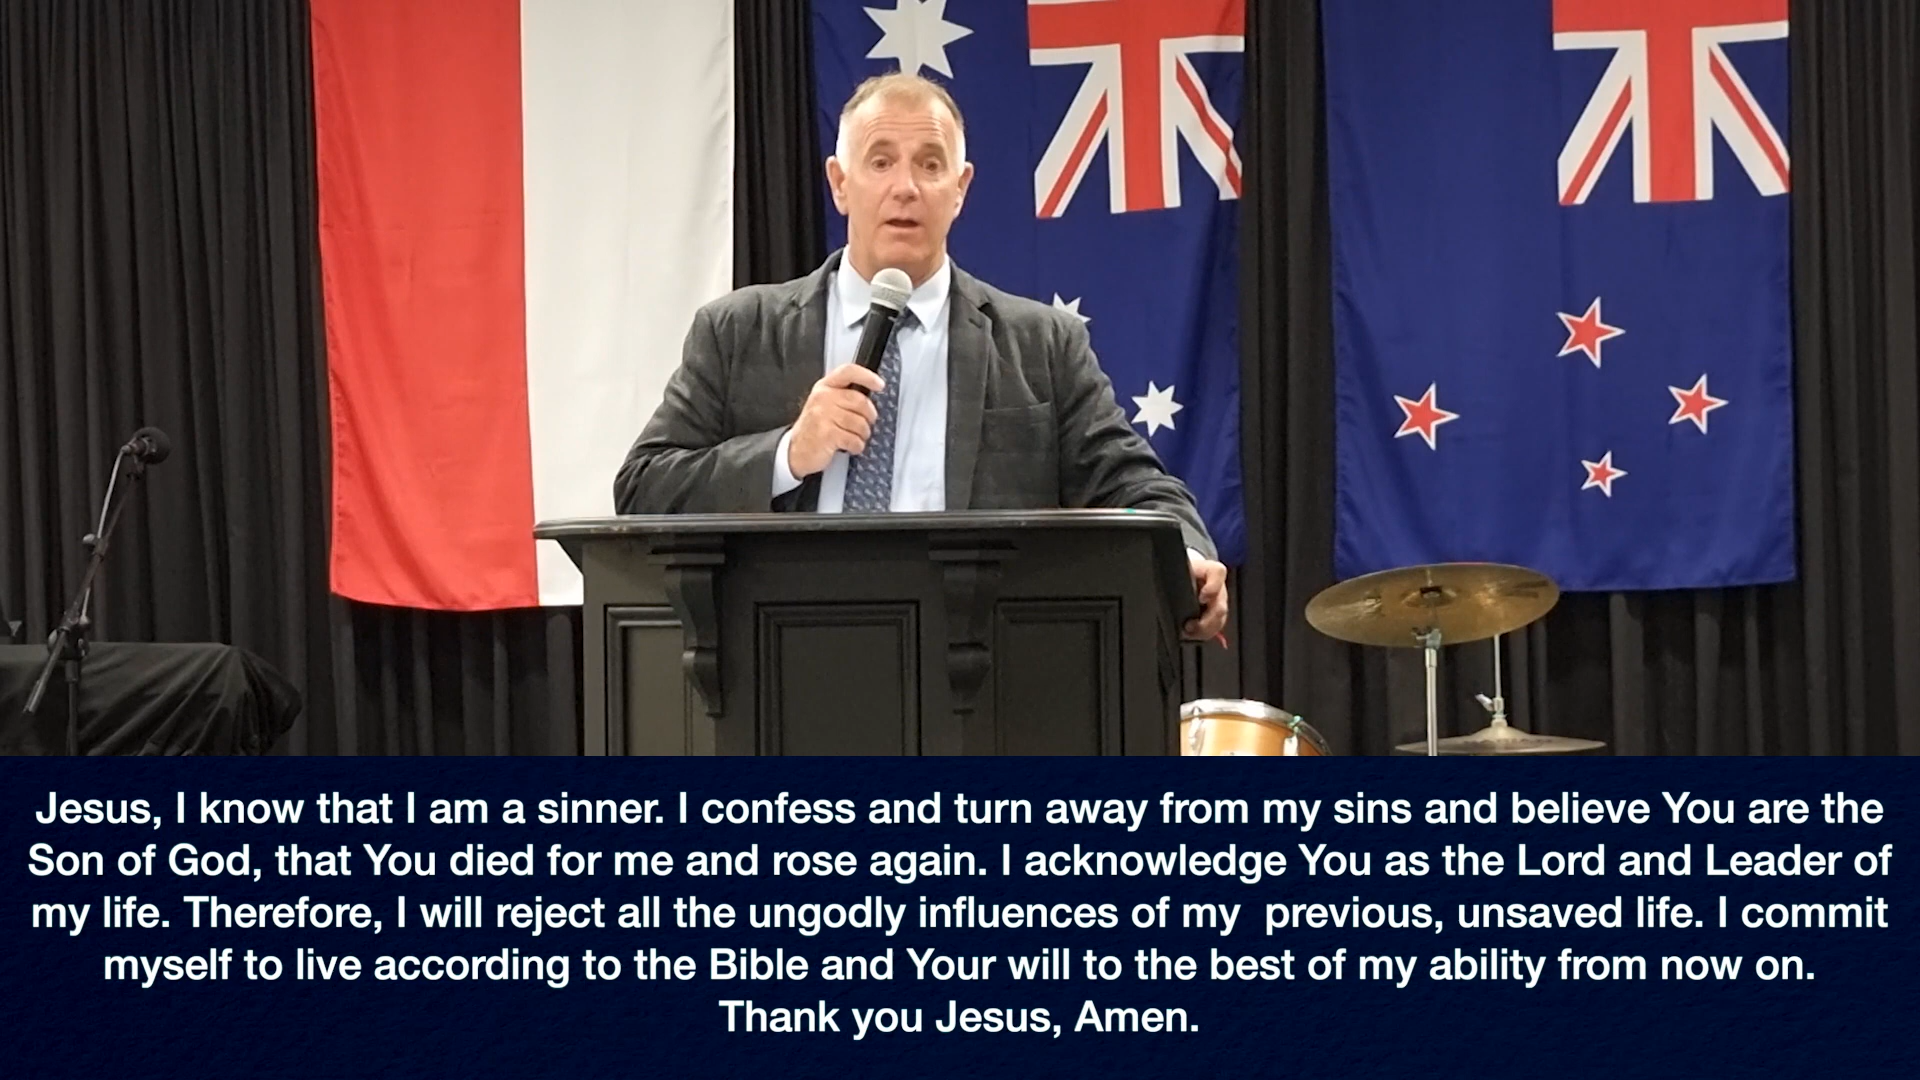 Jesus, I know that I am a sinner. I confess and turn away from my sins and believe You are the
Son of God, that You died for me and rose again. I acknowledge You as the Lord and Leader of
my life. Therefore, I will reject all the ungodly influences of my  previous, unsaved life. I commit
myself to live according to the Bible and Your will to the best of my ability from now on.
Thank you Jesus, Amen.